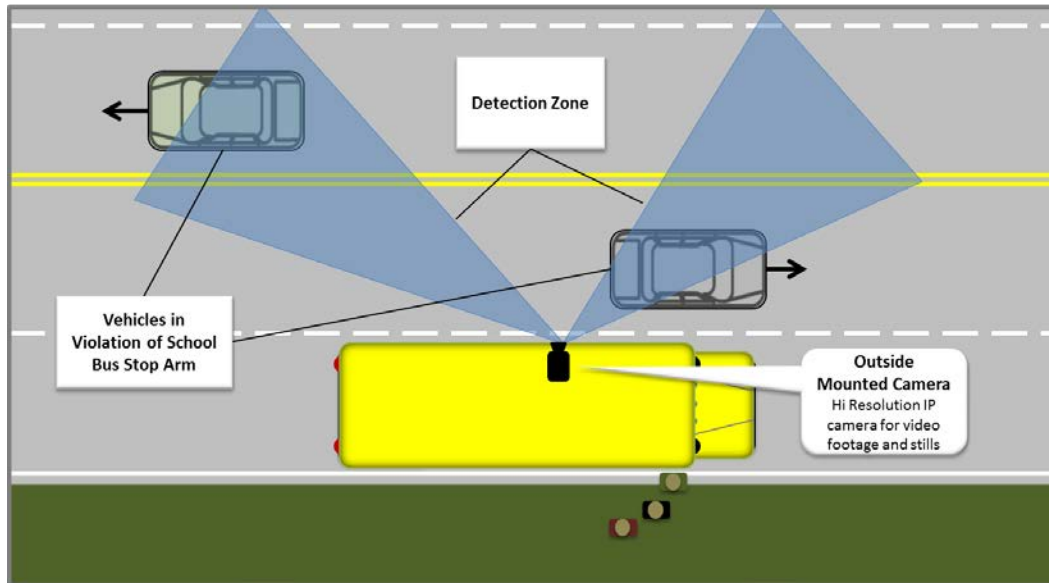 Detection Zone
Vehicles in
Violation of School
Bus Stop Arm
Outside
Mounted Camera
Hi Resolution IP
camera for video
footage and stills